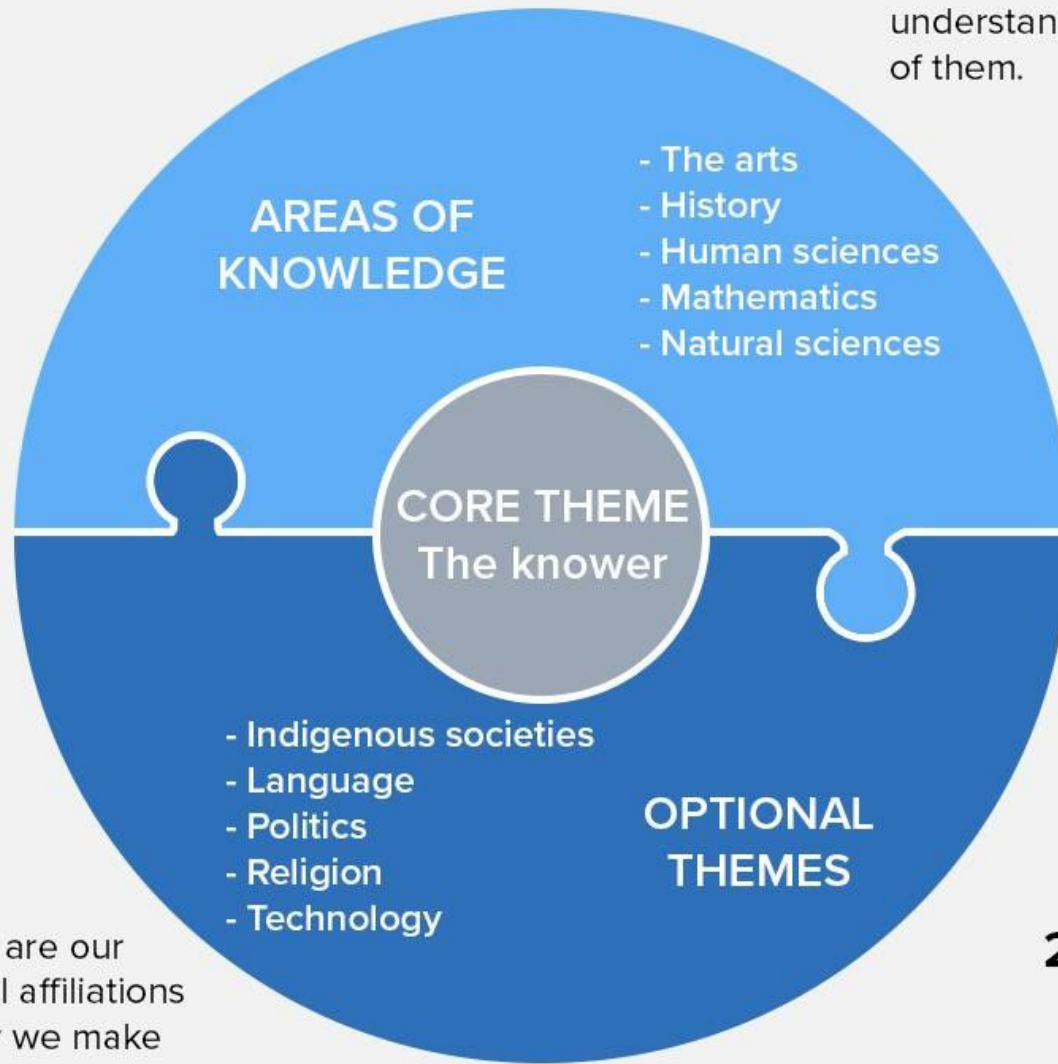 of them.
AREAS OF
KNOWLEDGE
- The arts
- History
- Human sciences
- Mathematics
- Natural sciences
CORE THEME
The knower
- Indigenous societies
- Language
- Politics
- Religion
- Technology
OPTIONAL
THEMES
are our
affiliations
we make
2